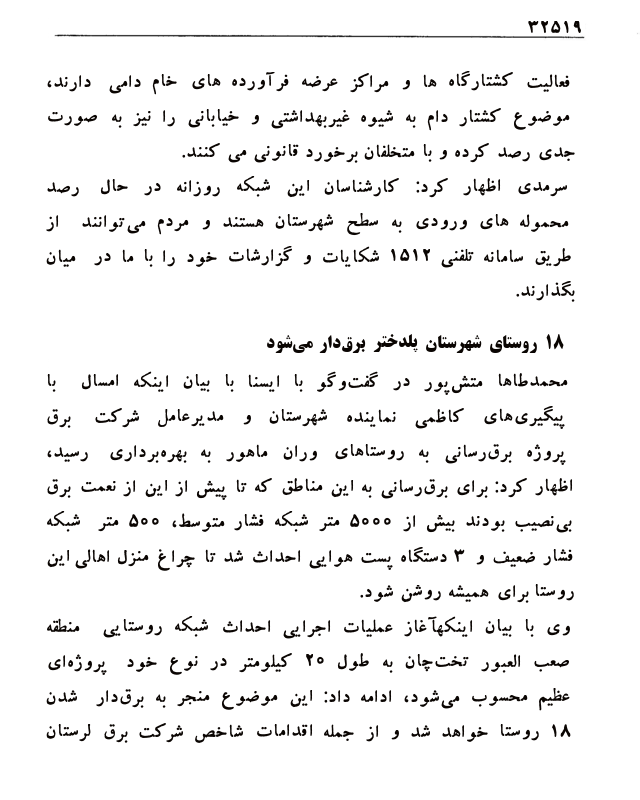 ۳۲۵۱۹
فعالیت کشتارگاه ها و مراکز عرضه فرآورده های خام دامی دارند،
موضوع کشتار دام به شیوه غیربهداشتی و خیابانی را نیز به صورت
جدی رصد کرده و با متخلفان برخورد قانونی می کنند.
سرمدی اظهار کرد: کارشناسان این شبکه روزانه در حال رصد
محموله های ورودی به سطح شهرستان هستند و مردم می‌توانند از
طریق سامانه تلفنی ۱۵۱۲ شکایات و گزارشات خود را با ما در میان
بگذارند.
۱۸ روستای شهرستان پلدختر برق‌دار می‌شود
محمدطاها متش‌پور در گفت‌وگو با ایسنا با بیان اینکه امسال با
پیگیری‌های کاظمی نماینده شهرستان و مدیرعامل شرکت برق
پروژه برق‌رسانی به روستاهای وران ماهور به بهره‌برداری رسید،
اظهار کرد: برای برق‌رسانی به این مناطق که تا پیش از این از نعمت برق
بی‌نصیب بودند بیش از ۵۰۰۰ متر شبکه فشار متوسط، ۵۰۰ متر شبکه
فشار ضعیف و ۳ دستگاه پست هوایی احداث شد تا چراغ منزل اهالی این
روستا برای همیشه روشن شود.
وی با بیان اینکهآغاز عملیات اجرایی احداث شبکه روستایی منطقه
صعب العبور تخت‌چان به طول ۲۰ کیلومتر در نوع خود پروژه‌ای
عظیم محسوب می‌شود، ادامه داد: این موضوع منجر به برق‌دار شدن
۱۸ روستا خواهد شد و از جمله اقدامات شاخص شرکت برق لرستان